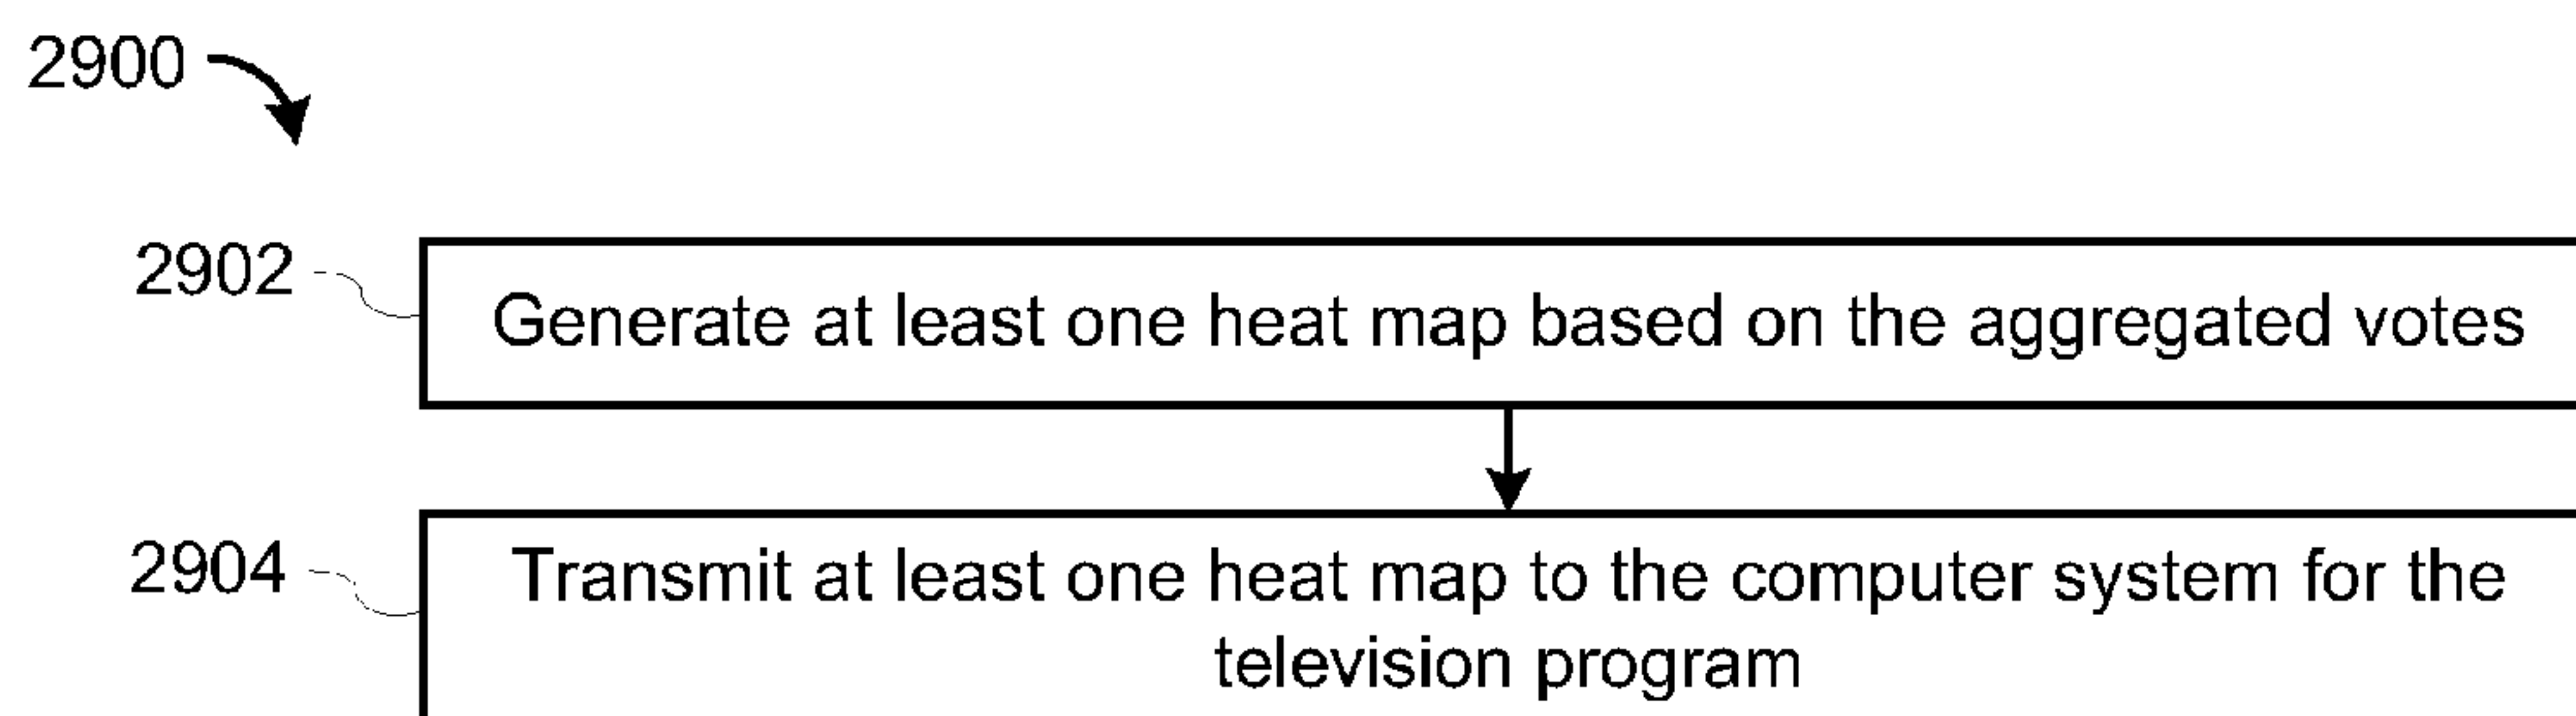 2900
2902
Generate at least one heat map based on the aggregated votes
2904
Transmit at least one heat map to the computer system for the
television program